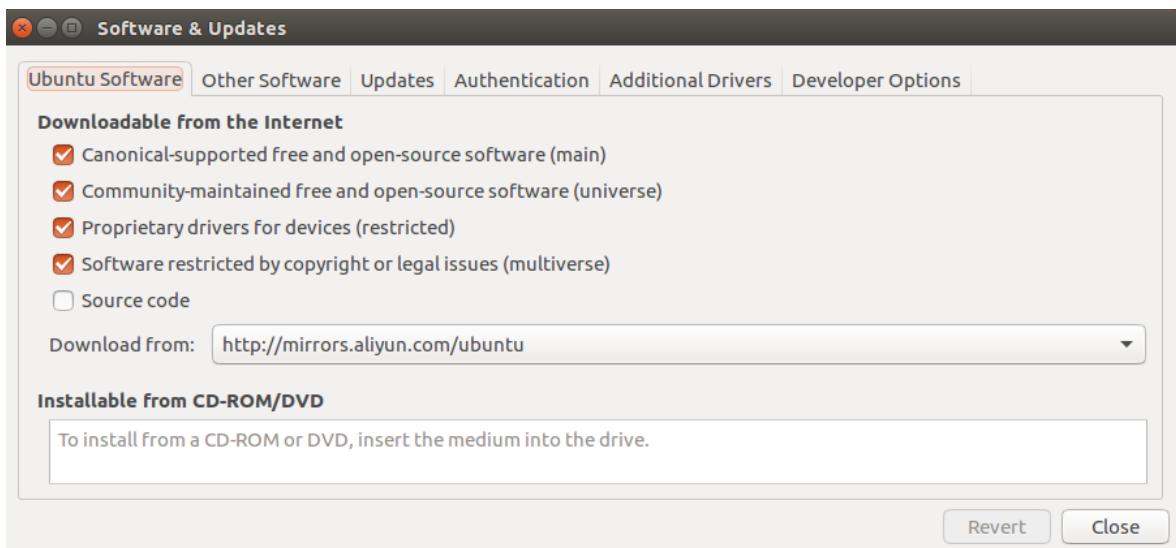 Software & Updates
Ubuntu Software Other Software Updates Authentication Additional Drivers Developer Options
Downloadable from the Internet
Canonical-supported free and open-source software (main)
Community-maintained free and open-source software (universe)
Proprietary drivers for devices (restricted)
Software restricted by copyright or legal issues (multiverse)
Source code
Download from: http://mirrors.aliyun.com/ubuntu
Installable from CD-ROM/DVD
To install from a CD-ROM or DVD, insert the medium into the drive.
Revert Close